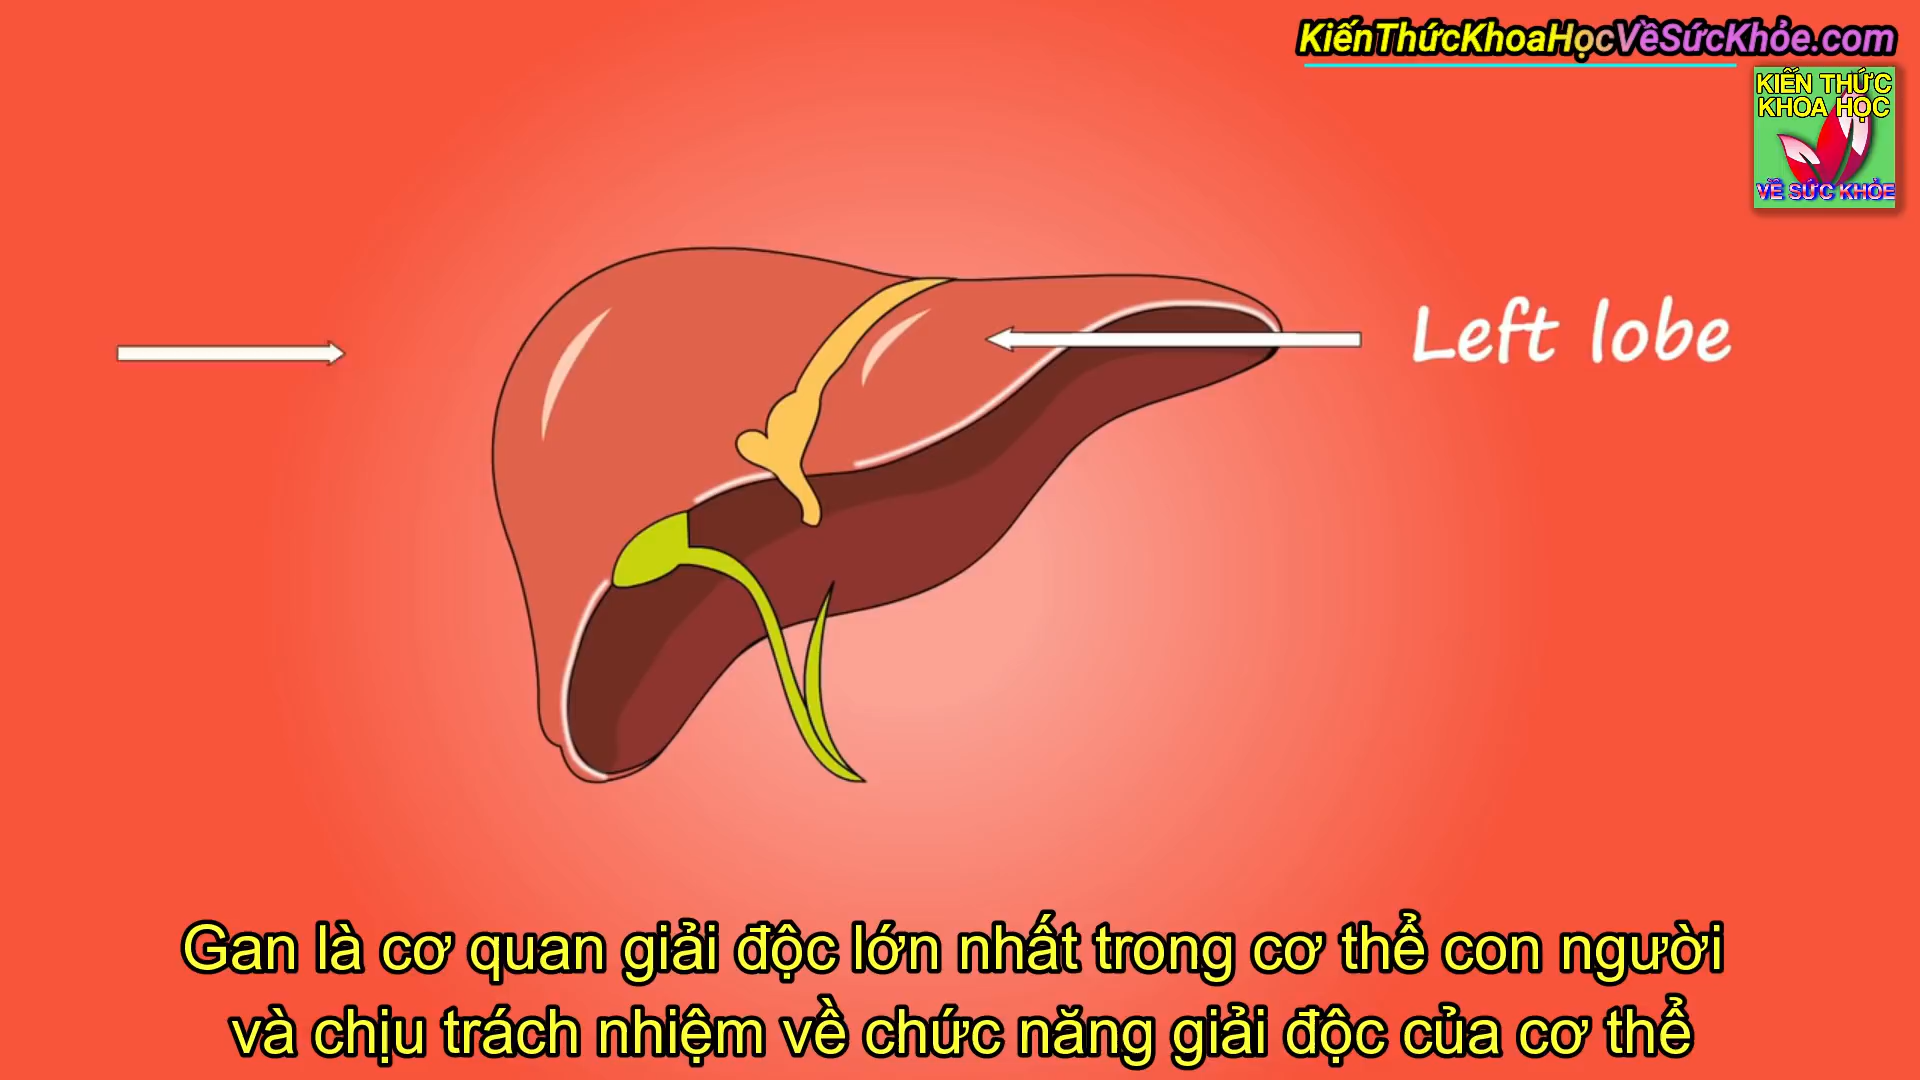 KiếnThứcKhoaHọcVềSứcKhỏe.com
KIẾN THỨC
KHOA HỌC
VỀ SỨC KHỎE
Left lobe
Gan là cơ quan giải độc lớn nhất trong cơ thể con người
và chịu trách nhiệm về chức năng giải độc của cơ thể